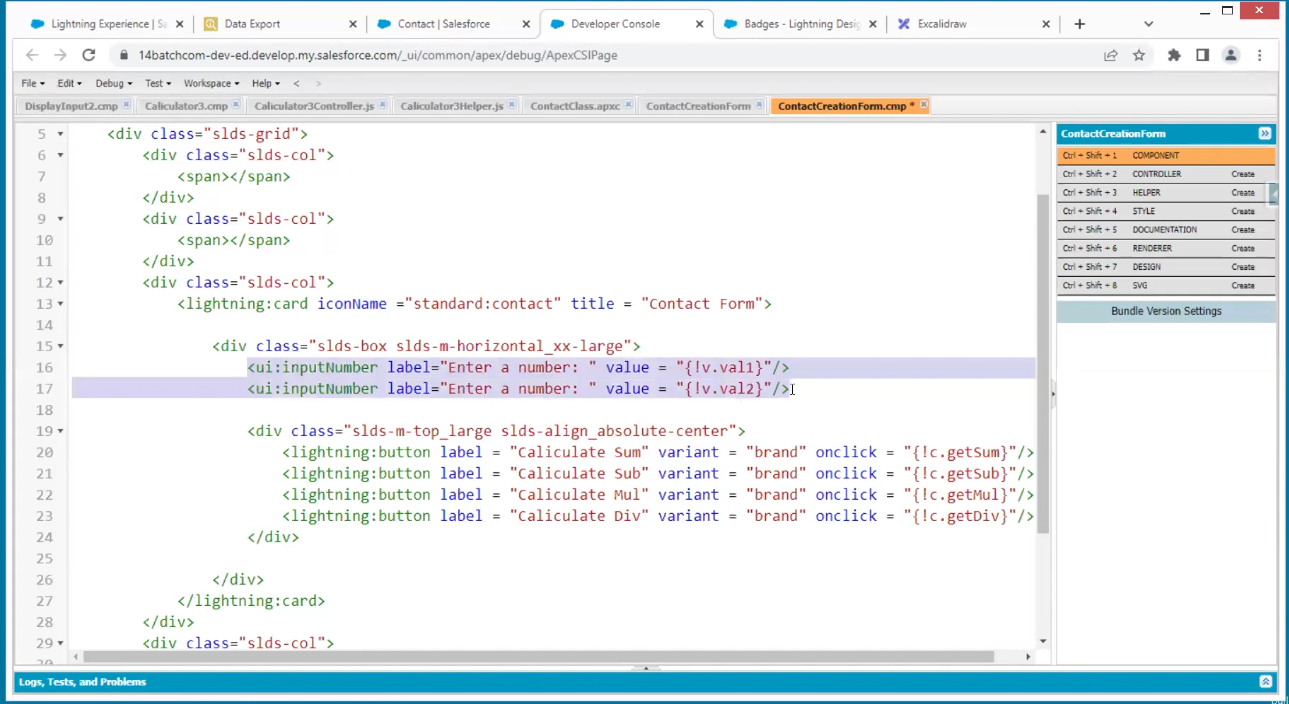 Lightning Experience | Sa
Data Export
Contact | Salesforce
Developer Console
Badges - Lightning Desig
Excalidraw
14batchcom-dev-ed.develop.my.salesforce.com/_ui/common/apex/debug/ApexCSIPage
File Edit Debug Test Workspace Help < >
DisplayInput2.cmp
Caliculator3.cmp
Caliculator3Controller.js
Caliculator3Helper.js
ContactClass.apxc
ContactCreationForm
ContactCreationForm.cmp *
5 <div class="slds-grid">
6 <div class="slds-col">
7 <span></span>
8 </div>
9 <div class="slds-col">
10 <span></span>
11 </div>
12 <div class="slds-col">
13 <lightning:card iconName ="standard:contact" title = "Contact Form">
14
15 <div class="slds-box slds-m-horizontal_xx-large">
16 <ui:inputNumber label="Enter a number: " value = "{!v.val1}"/>
17 <ui:inputNumber label="Enter a number: " value = "{!v.val2}"/>
18
19 <div class="slds-m-top_large slds-align_absolute-center">
20 <lightning:button label = "Caliculate Sum" variant = "brand" onclick = "{!c.getSum}"/>
21 <lightning:button label = "Caliculate Sub" variant = "brand" onclick = "{!c.getSub}"/>
22 <lightning:button label = "Caliculate Mul" variant = "brand" onclick = "{!c.getMul}"/>
23 <lightning:button label = "Caliculate Div" variant = "brand" onclick = "{!c.getDiv}"/>
24 </div>
25
26 </div>
27 </lightning:card>
28 </div>
29 <div class="slds-col">
ContactCreationForm
Ctrl + Shift + 1 COMPONENT
Ctrl + Shift + 2 CONTROLLER Create
Ctrl + Shift + 3 HELPER Create
Ctrl + Shift + 4 STYLE Create
Ctrl + Shift + 5 DOCUMENTATION Create
Ctrl + Shift + 6 RENDERER Create
Ctrl + Shift + 7 DESIGN Create
Ctrl + Shift + 8 SVG Create
Bundle Version Settings
Logs, Tests, and Problems